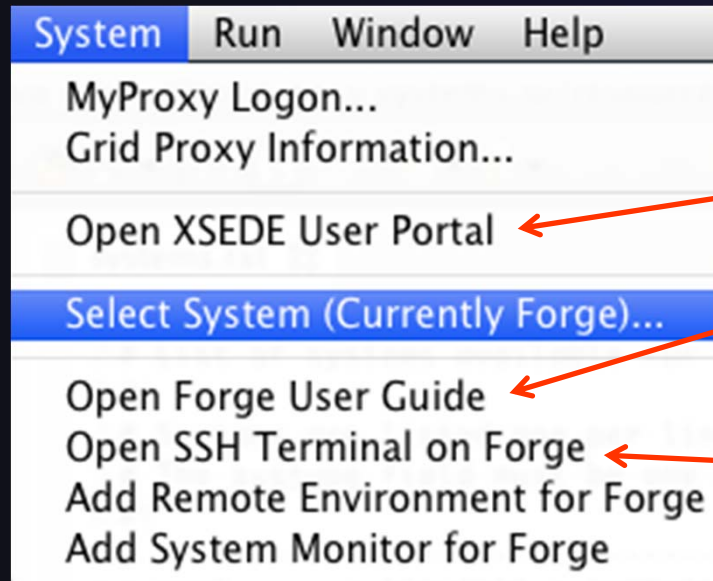 System Run Window Help
MyProxy Logon...
Grid Proxy Information...
Open XSEDE User Portal
Select System (Currently Forge)...
Open Forge User Guide
Open SSH Terminal on Forge
Add Remote Environment for Forge
Add System Monitor for Forge